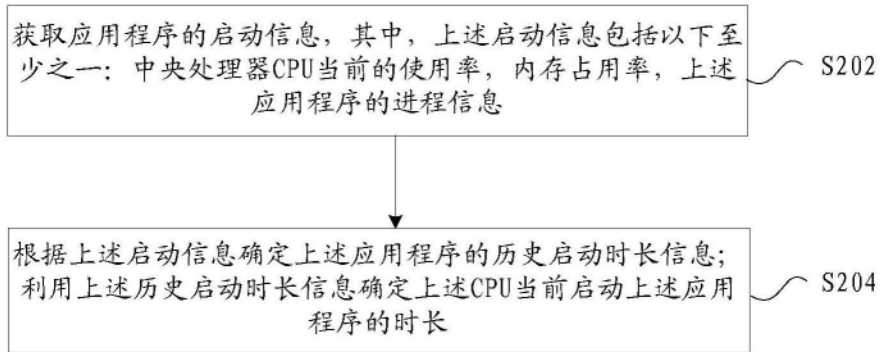 获取应用程序的启动信息，其中，上述启动信息包括以下至
少之一：中央处理器CPU当前的使用率，内存占用率，上述
应用程序的进程信息
S202
根据上述启动信息确定上述应用程序的历史启动时长信息；
利用上述历史启动时长信息确定上述CPU当前启动上述应用
程序的时长
S204